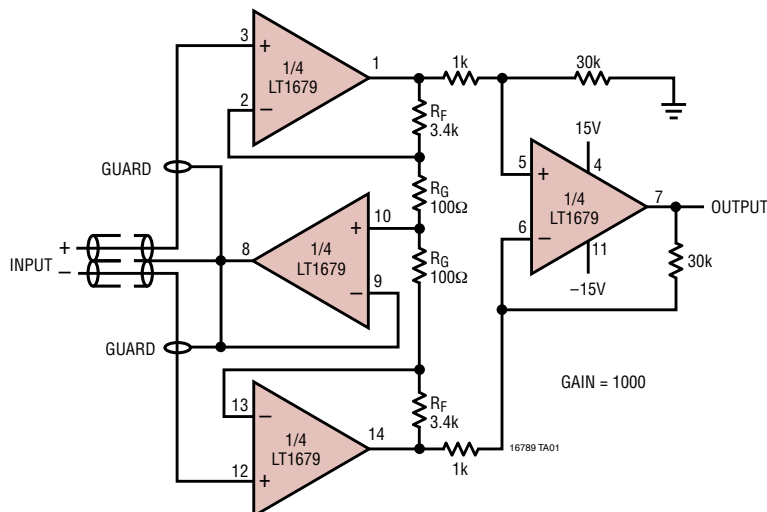 3
+
1/4
LT1679
1
2
−
1k
30k
RF
3.4k
GUARD
RG
100Ω
15V
4
5
+
1/4
LT1679
7
OUTPUT
6
−
11
−15V
30k
10
+
8
1/4
LT1679
9
−
RG
100Ω
+
INPUT
−
GUARD
GAIN = 1000
13
−
1/4
LT1679
14
12
+
RF
3.4k
1k
16789 TA01